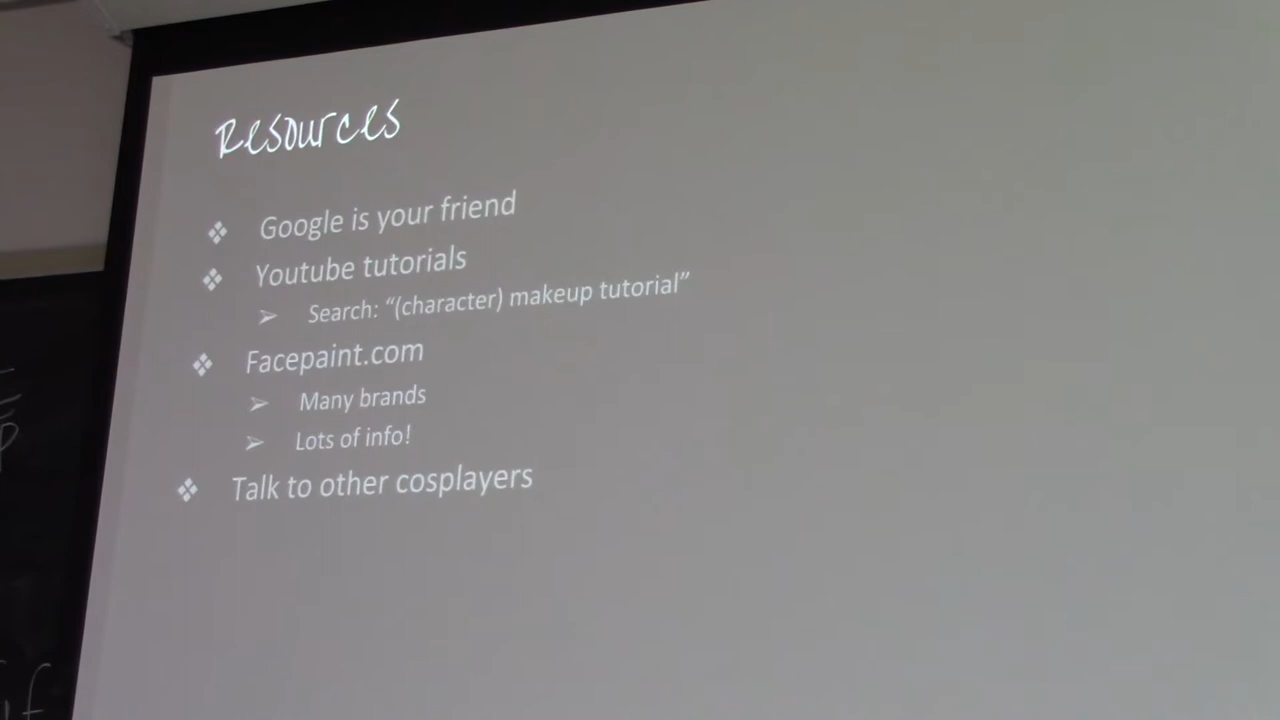 Resources
❖ Google is your friend
❖ Youtube tutorials
➢ Search: “(character) makeup tutorial”
❖ Facepaint.com
➢ Many brands
➢ Lots of info!
❖ Talk to other cosplayers